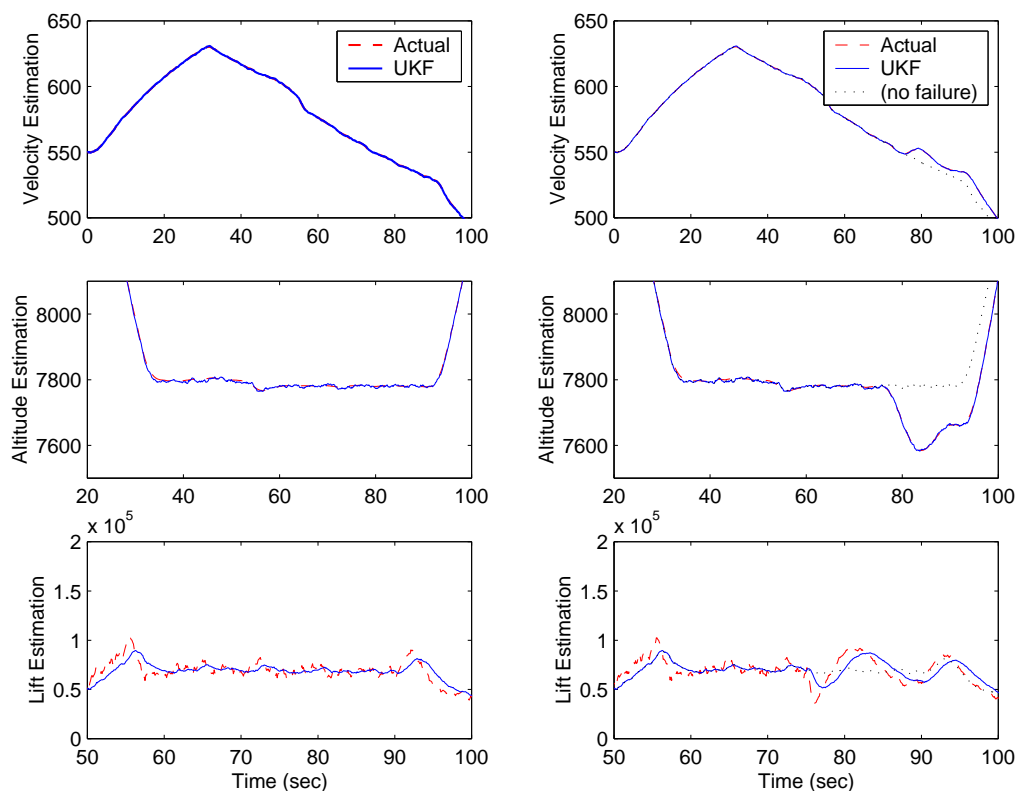 650
600
550
500
Velocity Estimation
0 20 40 60 80 100
Actual
UKF
650
600
550
500
Velocity Estimation
0 20 40 60 80 100
Actual
UKF
(no failure)
8000
7800
7600
Altitude Estimation
20 40 60 80 100
8000
7800
7600
Altitude Estimation
20 40 60 80 100
x 10^5
2
1.5
1
0.5
0
Lift Estimation
50 60 70 80 90 100
Time (sec)
x 10^5
2
1.5
1
0.5
0
Lift Estimation
50 60 70 80 90 100
Time (sec)